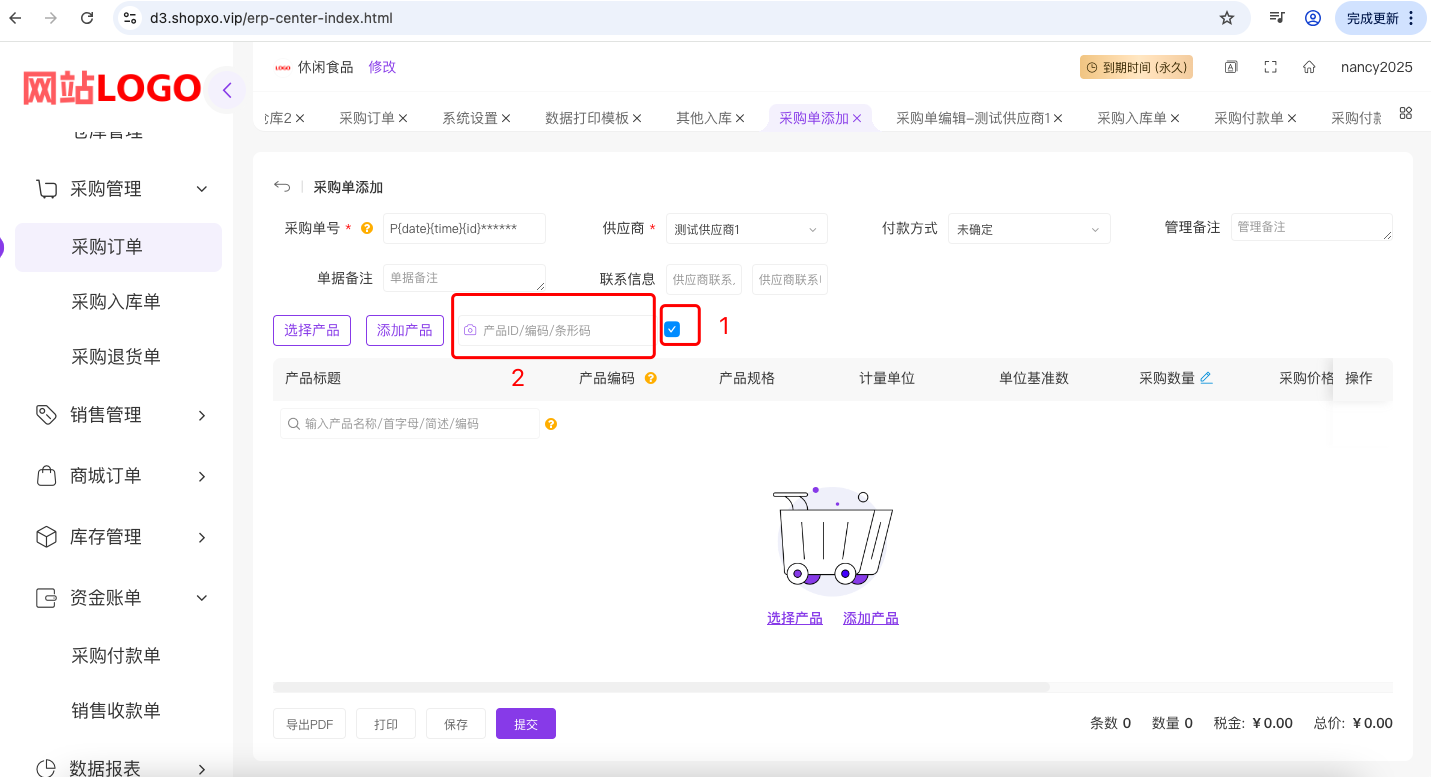 d3.shopxo.vip/erp-center-index.html
完成更新
网站LOGO
LOGO 休闲食品 修改
到期时间 (永久)
nancy2025
仓库2 采购订单 系统设置 数据打印模板 其他入库 采购单添加 采购单编辑-测试供应商1 采购入库单 采购付款单 采购付款
仓库管理
采购管理
采购订单
采购入库单
采购退货单
销售管理
商城订单
库存管理
资金账单
采购付款单
销售收款单
数据报表
采购单添加
采购单号 * P{date}{time}{id}****** 供应商 * 测试供应商1 付款方式 未确定 管理备注 管理备注
单据备注 单据备注 联系信息 供应商联系 供应商联系
选择产品 添加产品 产品ID/编码/条形码 1
2
产品标题 产品编码 产品规格 计量单位 单位基准数 采购数量 采购价格 操作
输入产品名称/首字母/简述/编码
选择产品 添加产品
导出PDF 打印 保存 提交
条数 0 数量 0 税金: ¥0.00 总价: ¥0.00